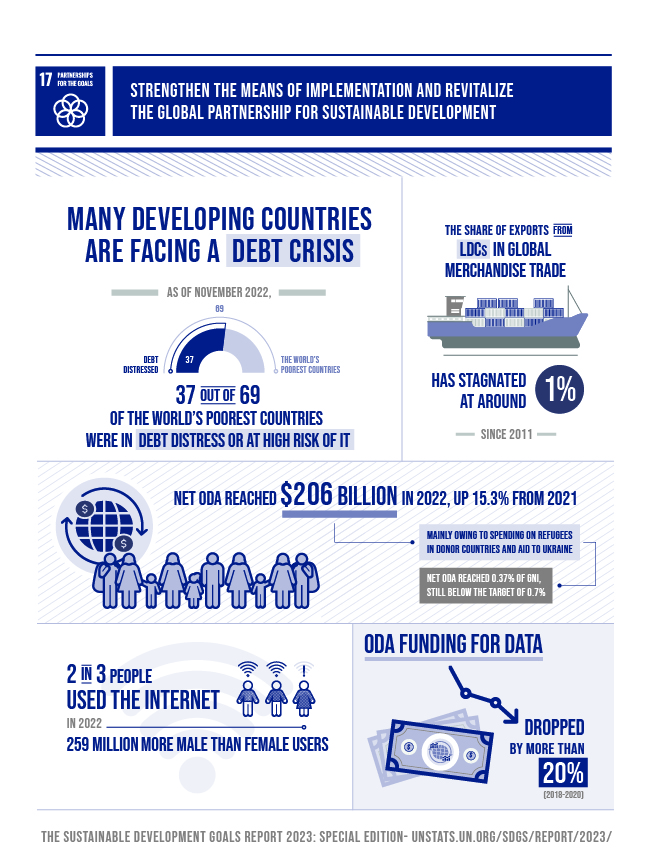 17 PARTNERSHIPS
FOR THE GOALS
STRENGTHEN THE MEANS OF IMPLEMENTATION AND REVITALIZE
THE GLOBAL PARTNERSHIP FOR SUSTAINABLE DEVELOPMENT
MANY DEVELOPING COUNTRIES
ARE FACING A DEBT CRISIS
AS OF NOVEMBER 2022,
69
37
DEBT
DISTRESSED
THE WORLD'S
POOREST COUNTRIES
37 OUT OF 69
OF THE WORLD'S POOREST COUNTRIES
WERE IN DEBT DISTRESS OR AT HIGH RISK OF IT
THE SHARE OF EXPORTS FROM
LDCs IN GLOBAL
MERCHANDISE TRADE
HAS STAGNATED
AT AROUND
1%
SINCE 2011
NET ODA REACHED $206 BILLION IN 2022, UP 15.3% FROM 2021
$
$
MAINLY OWING TO SPENDING ON REFUGEES
IN DONOR COUNTRIES AND AID TO UKRAINE
NET ODA REACHED 0.37% OF GNI,
STILL BELOW THE TARGET OF 0.7%
2 IN 3 PEOPLE
USED THE INTERNET
IN 2022
!
259 MILLION MORE MALE THAN FEMALE USERS
ODA FUNDING FOR DATA
$
$
DROPPED
BY MORE THAN
20%
(2018-2020)
THE SUSTAINABLE DEVELOPMENT GOALS REPORT 2023: SPECIAL EDITION- UNSTATS.UN.ORG/SDGS/REPORT/2023/